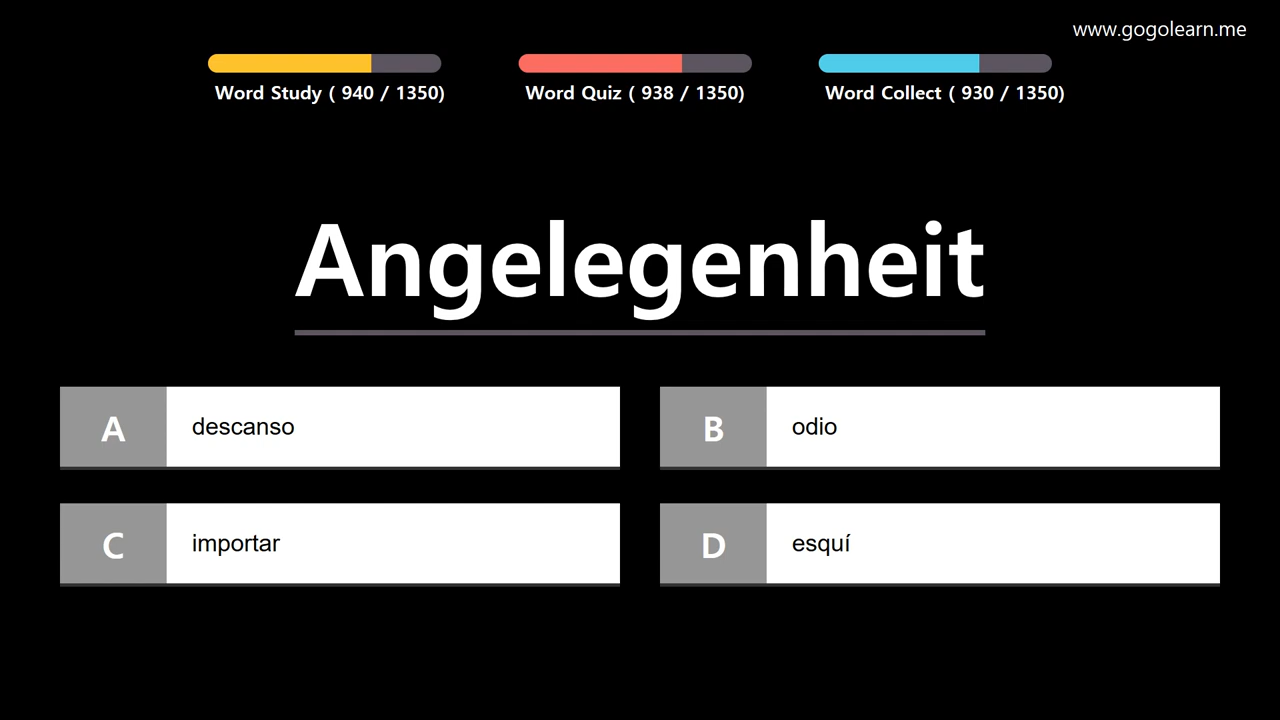 www.gogolearn.me
Word Study ( 940 / 1350)
Word Quiz ( 938 / 1350)
Word Collect ( 930 / 1350)
Angelegenheit
A descanso
B odio
C importar
D esquí